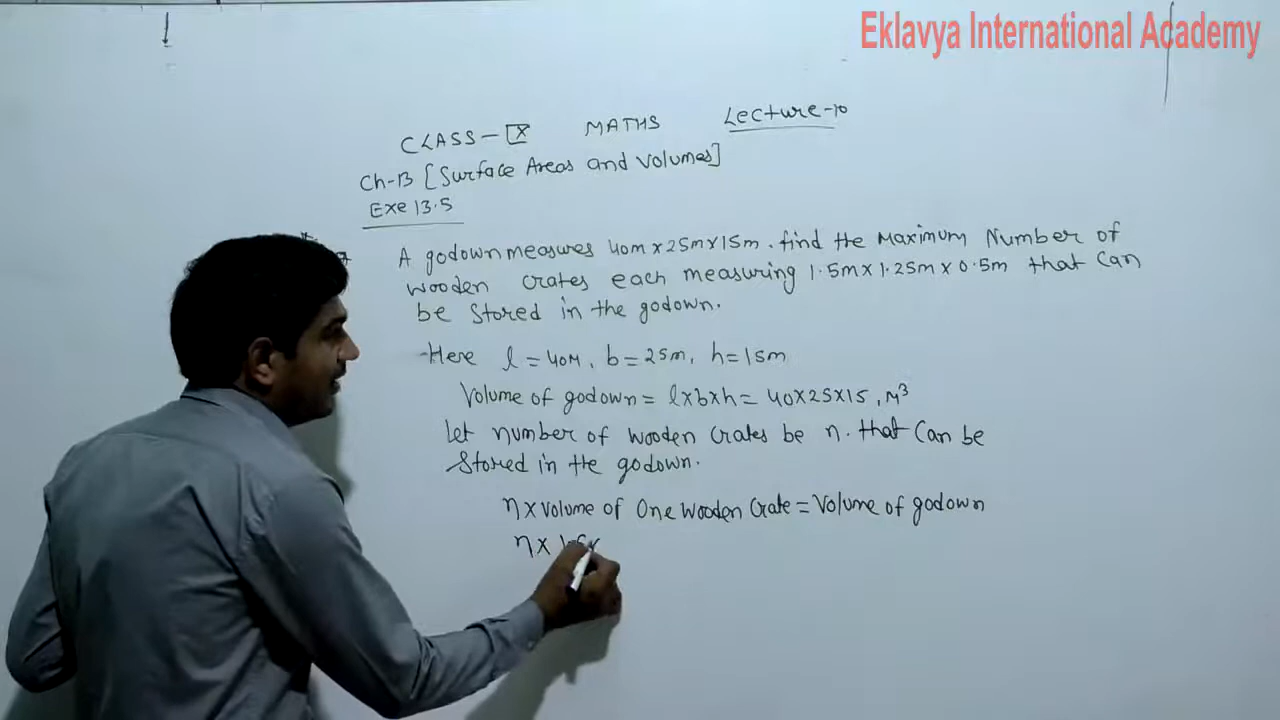 Eklavya International Academy
CLASS-X MATHS Lecture-10
Ch-13 [Surface Areas and Volumes]
Exe 13.5
A godown measures 40m x 25m x 15m. find the Maximum Number of
wooden crates each measuring 1.5m x 1.25m x 0.5m that can
be stored in the godown.
Here l = 40m, b = 25m, h = 15m
Volume of godown = l x b x h = 40 x 25 x 15, m³
Let number of wooden crates be n. that can be
Stored in the godown.
n x volume of One wooden Crate = Volume of godown
n x 1.5 x